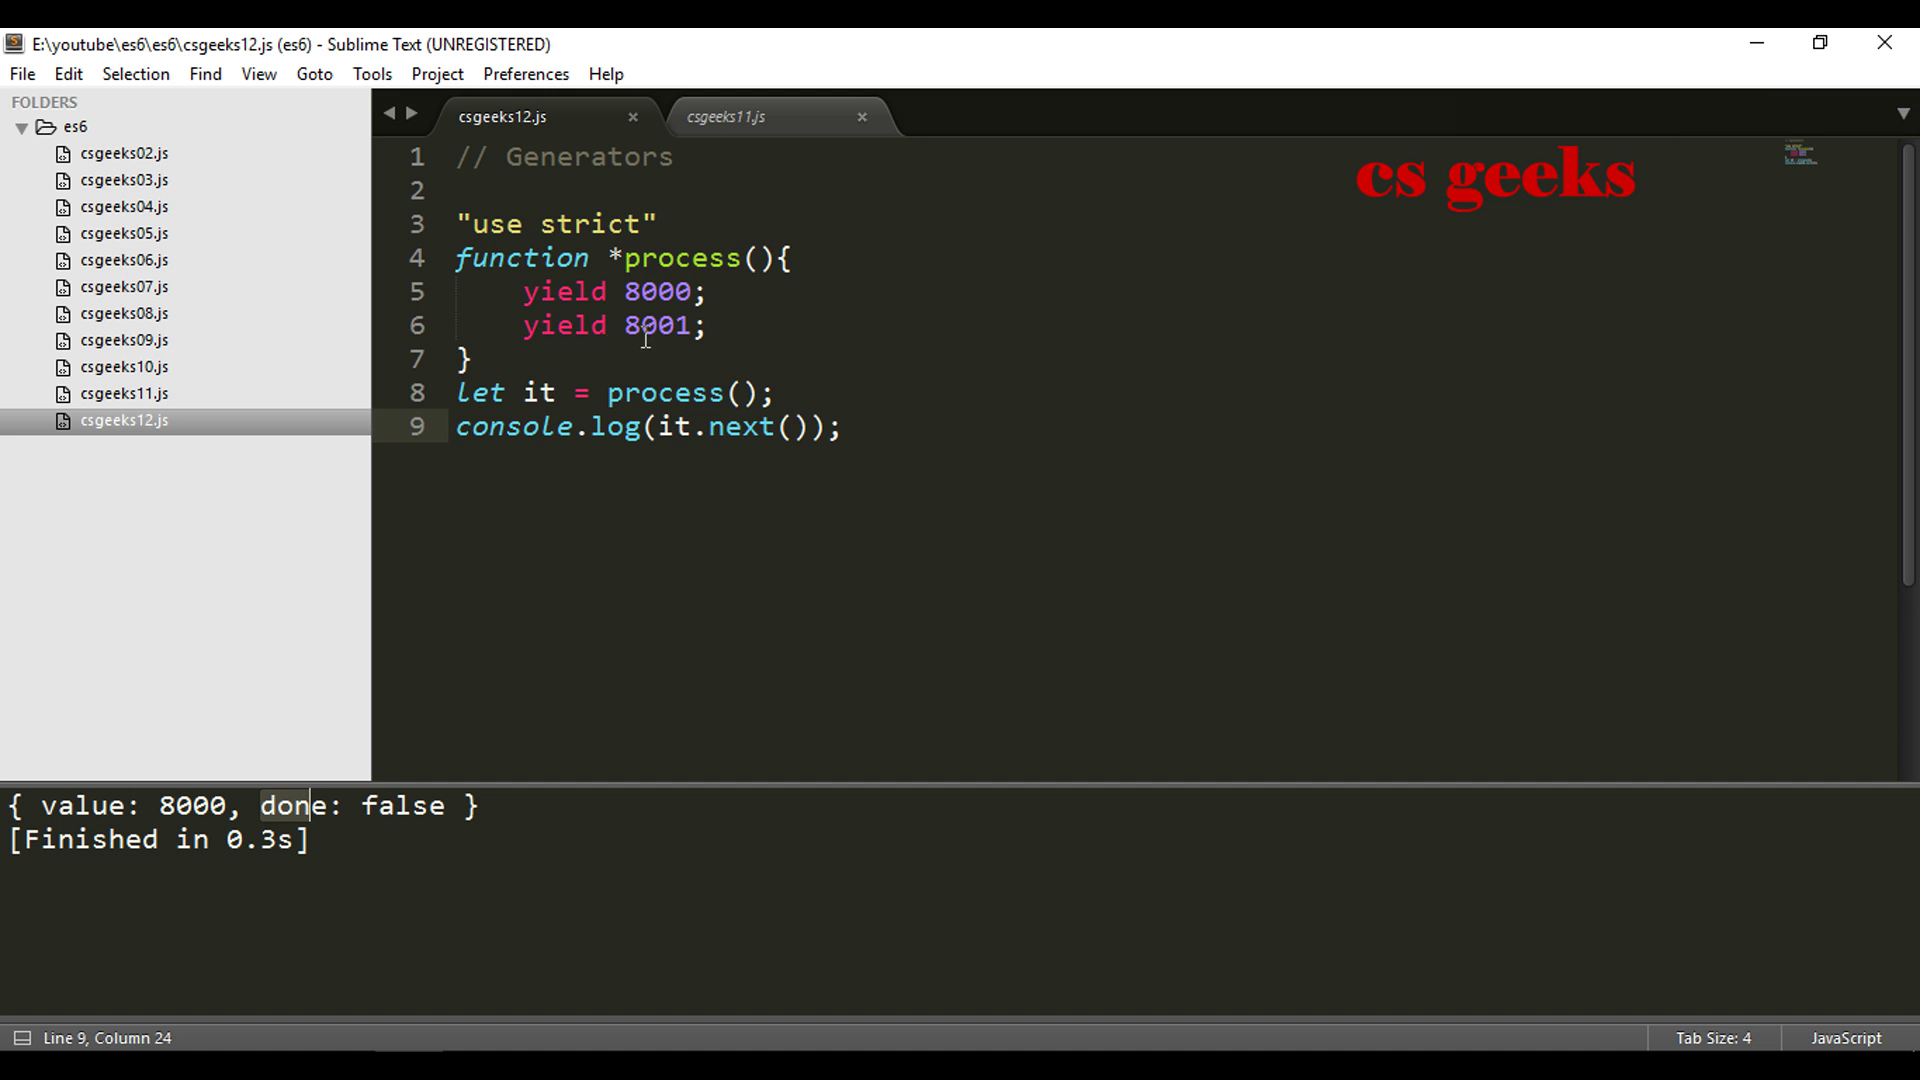 E:\youtube\es6\es6\csgeeks12.js (es6) - Sublime Text (UNREGISTERED)
File Edit Selection Find View Goto Tools Project Preferences Help
FOLDERS
es6
csgeeks02.js
csgeeks03.js
csgeeks04.js
csgeeks05.js
csgeeks06.js
csgeeks07.js
csgeeks08.js
csgeeks09.js
csgeeks10.js
csgeeks11.js
csgeeks12.js
csgeeks12.js csgeeks11.js
cs geeks
1 // Generators
2
3 "use strict"
4 function *process(){
5 yield 8000;
6 yield 8001;
7 }
8 let it = process();
9 console.log(it.next());
{ value: 8000, done: false }
[Finished in 0.3s]
Line 9, Column 24 Tab Size: 4 JavaScript